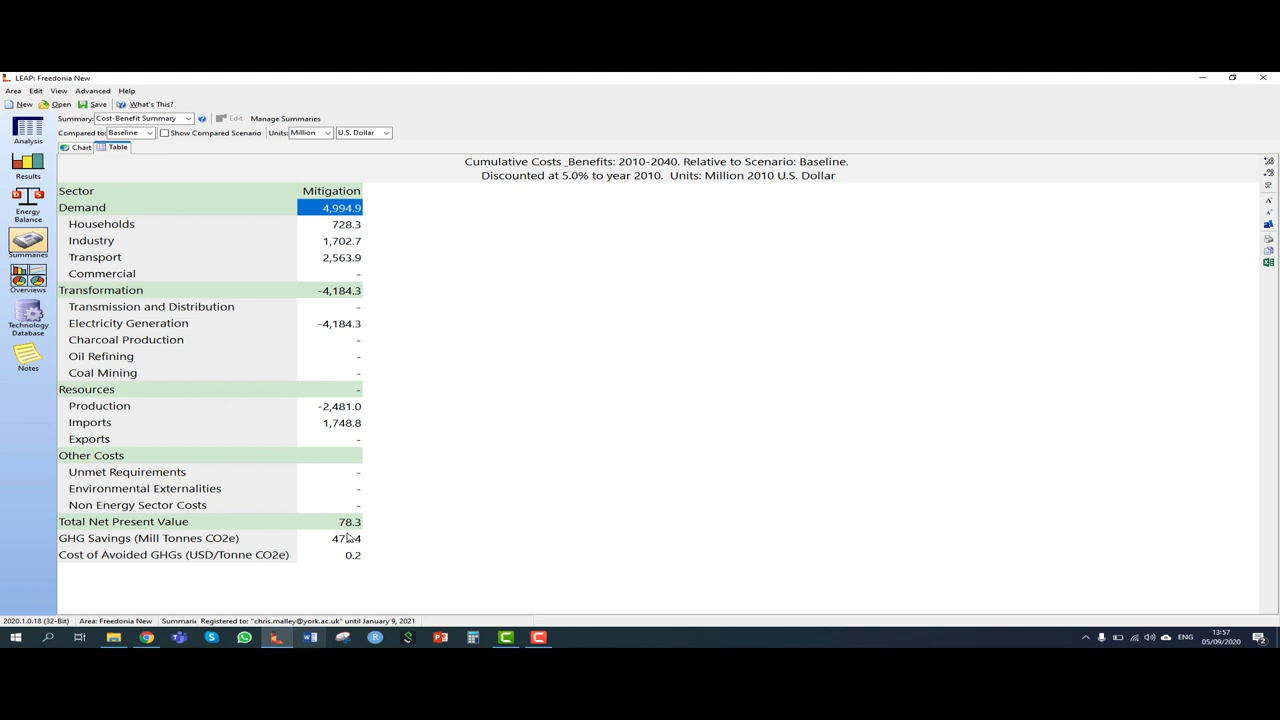 LEAP: Freedonia New
Area Edit View Advanced Help
New Open Save What's This?
Summary: Cost-Benefit Summary Edit Manage Summaries
Compared to: Baseline Show Compared Scenario Units: Million U.S. Dollar
Chart Table
Analysis
Results
Energy Balance
Summaries
Overviews
Technology Database
Notes
Cumulative Costs _Benefits: 2010-2040. Relative to Scenario: Baseline.
Discounted at 5.0% to year 2010. Units: Million 2010 U.S. Dollar
Sector Mitigation
Demand 4,994.9
Households 728.3
Industry 1,702.7
Transport 2,563.9
Commercial -
Transformation -4,184.3
Transmission and Distribution -
Electricity Generation -4,184.3
Charcoal Production -
Oil Refining -
Coal Mining -
Resources -
Production -2,481.0
Imports 1,748.8
Exports -
Other Costs
Unmet Requirements -
Environmental Externalities -
Non Energy Sector Costs -
Total Net Present Value 78.3
GHG Savings (Mill Tonnes CO2e)
Cost of Avoided GHGs (USD/Tonne CO2e) 0.2
2020.1.0.18 (32-Bit) Area: Freedonia New Summari Registered to: "chris.malley@york.ac.uk" until January 9, 2021
ENG 13:57
05/09/2020